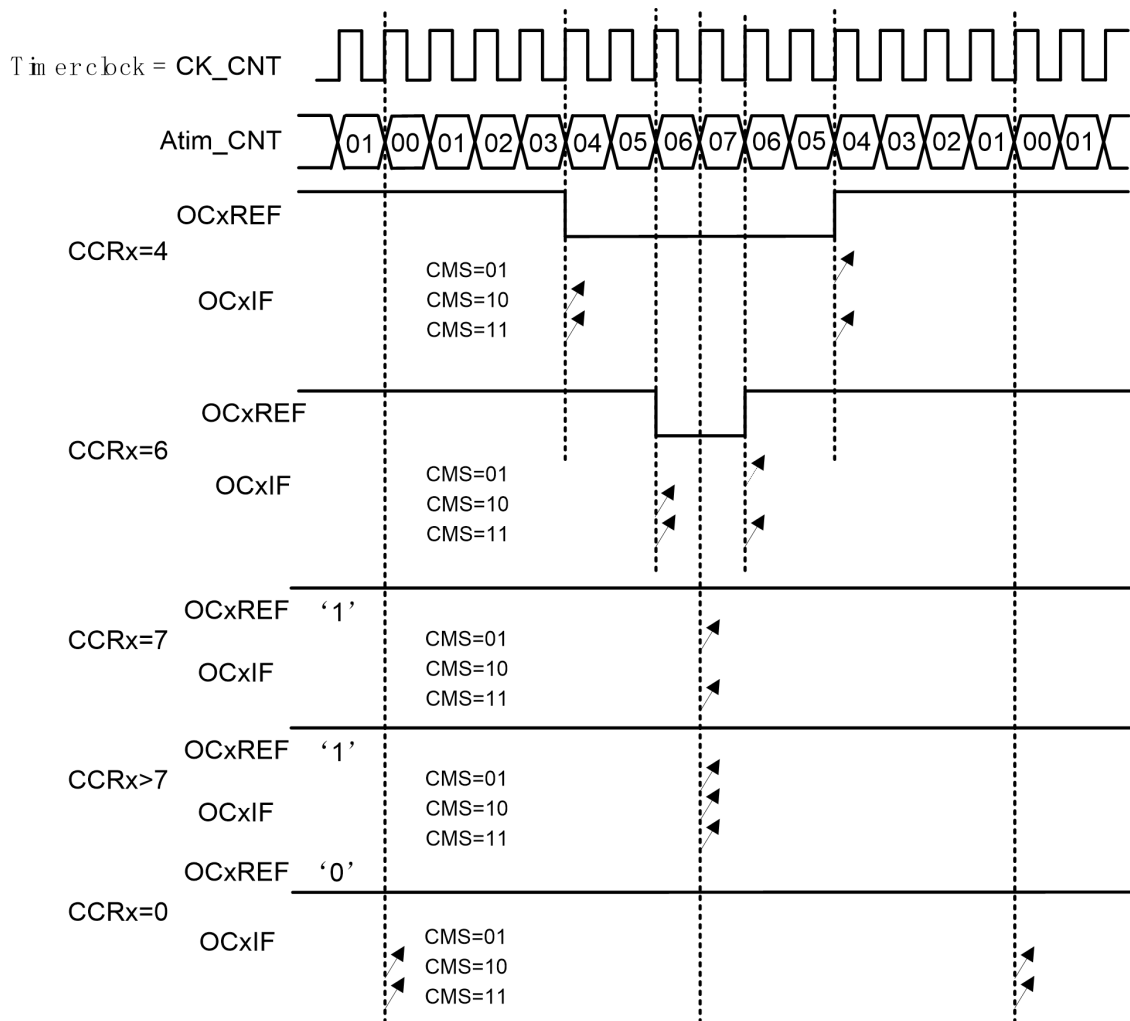 Timerclock = CK_CNT
Atim_CNT 01 00 01 02 03 04 05 06 07 06 05 04 03 02 01 00 01
OCxREF
CCRx=4
CMS=01
OCxIF CMS=10
CMS=11
OCxREF
CCRx=6
CMS=01
OCxIF
CMS=10
CMS=11
OCxREF ‘1’
CCRx=7 CMS=01
OCxIF CMS=10
CMS=11
OCxREF ‘1’
CCRx>7 CMS=01
OCxIF CMS=10
CMS=11
OCxREF ‘0’
CCRx=0
OCxIF CMS=01
CMS=10
CMS=11